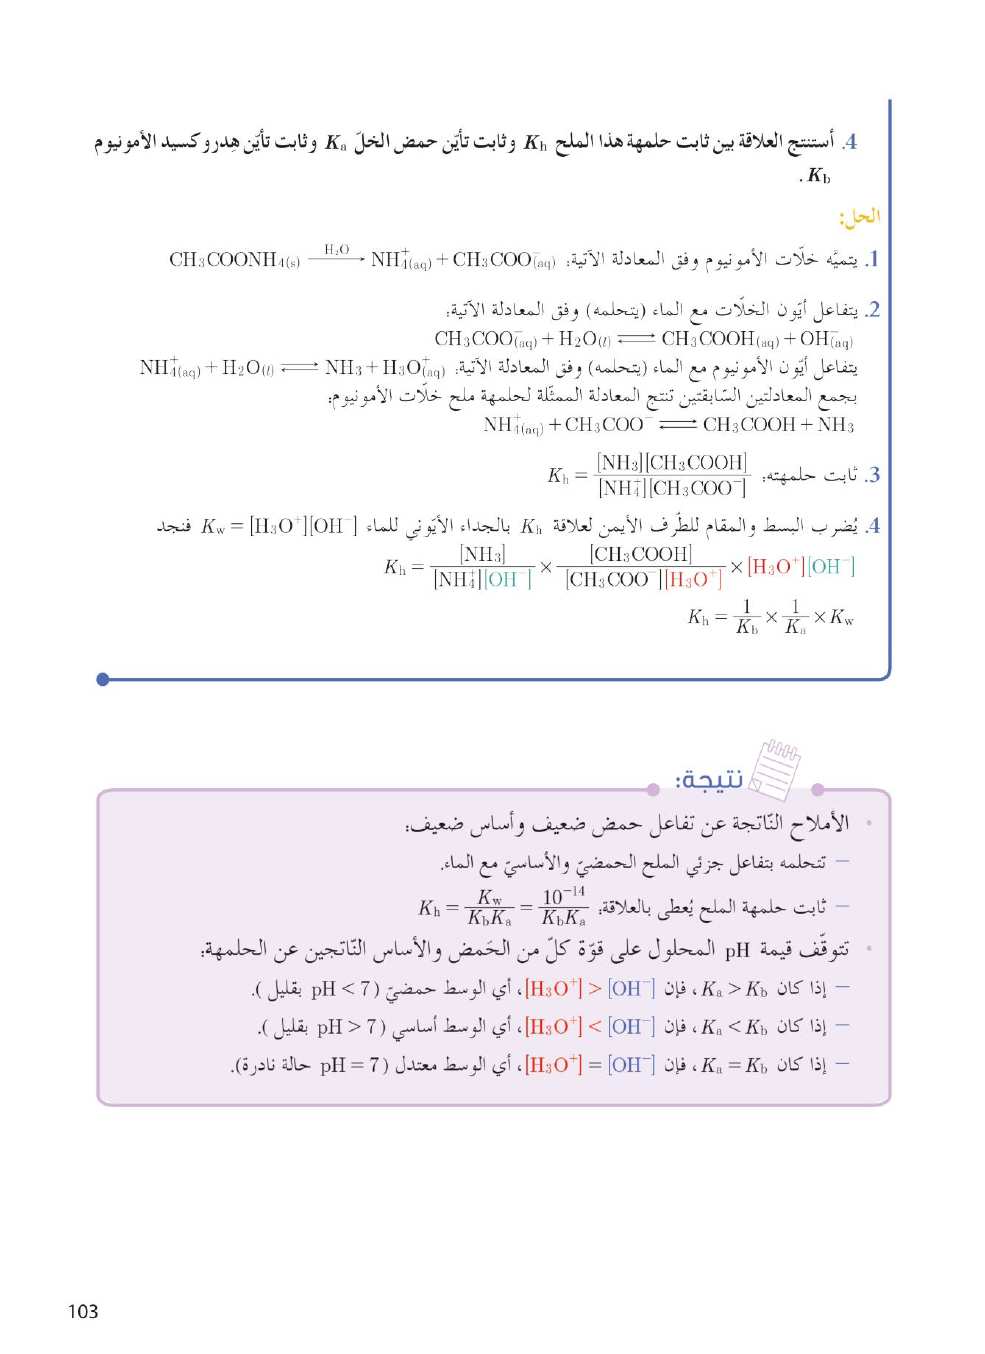 4. أستنتج العلاقة بين ثابت حلمهة هذا الملح Kh وثابت تأيّن حمض الخلّ Ka وثابت تأيّن هِدروكسيد الأمونيوم
Kb .
الحل:
1. يتميَّه خلّات الأمونيوم وفق المعادلة الآتية: CH3COONH4(s) —H2O→ NH4+(aq) + CH3COO−(aq)
2. يتفاعل أيّون الخلّات مع الماء (يتحلمه) وفق المعادلة الآتية:
CH3COO−(aq) + H2O(l) ⇌ CH3COOH(aq) + OH−(aq)
يتفاعل أيّون الأمونيوم مع الماء (يتحلمه) وفق المعادلة الآتية: NH4+(aq) + H2O(l) ⇌ NH3 + H3O+(aq)
بجمع المعادلتين السّابقتين تنتج المعادلة الممثّلة لحلمهة ملح خلّات الأمونيوم:
NH4+(aq) + CH3COO− ⇌ CH3COOH + NH3
3. ثابت حلمهته: Kh = [NH3][CH3COOH] / [NH4+][CH3COO−]
4. يُضرب البسط والمقام للطّرف الأيمن لعلاقة Kh بالجداء الأيّوني للماء Kw = [H3O+][OH−] فنجد
Kh = [NH3] / [NH4+][OH−] × [CH3COOH] / [CH3COO−][H3O+] × [H3O+][OH−]
Kh = 1/Kb × 1/Ka × Kw
نتيجة:
• الأملاح النّاتجة عن تفاعل حمض ضعيف وأساس ضعيف:
– تتحلمه بتفاعل جزئي الملح الحمضيّ والأساسيّ مع الماء.
– ثابت حلمهة الملح يُعطى بالعلاقة: Kh = Kw / KbKa = 10−14 / KbKa
• تتوقّف قيمة pH المحلول على قوّة كلّ من الحَمض والأساس النّاتجين عن الحلمهة:
– إذا كان Ka > Kb ، فإن [H3O+] > [OH−]، أي الوسط حمضيّ (pH < 7 بقليل ).
– إذا كان Ka < Kb ، فإن [H3O+] < [OH−]، أي الوسط أساسي (pH > 7 بقليل ).
– إذا كان Ka = Kb ، فإن [H3O+] = [OH−]، أي الوسط معتدل (pH = 7 حالة نادرة).
103